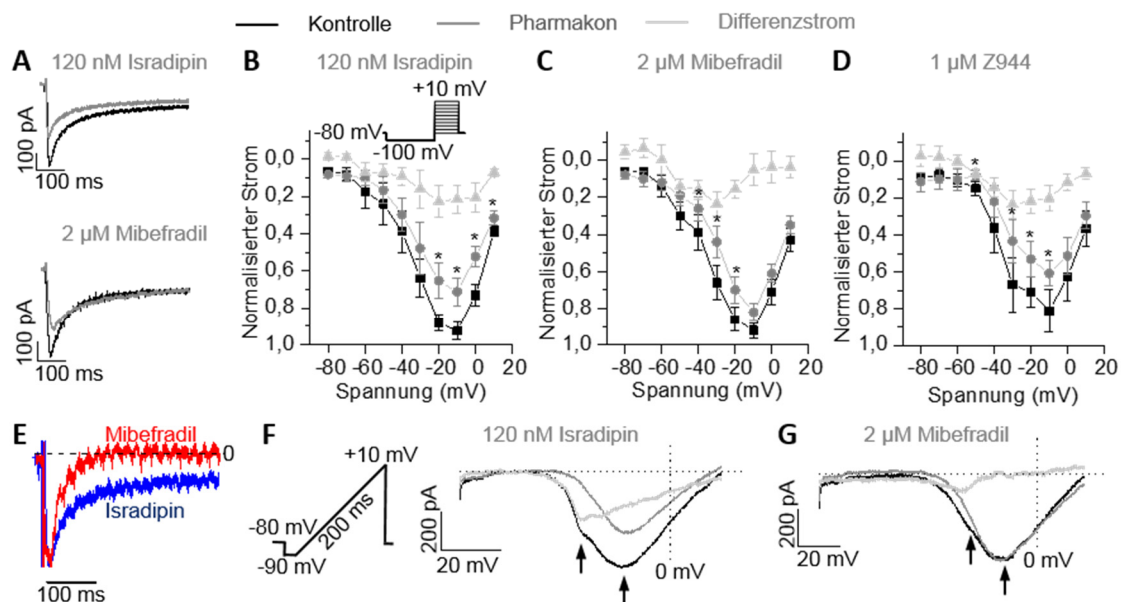 Kontrolle Pharmakon Differenzstrom
A 120 nM Isradipin
100 pA
100 ms
2 µM Mibefradil
100 pA
100 ms
B 120 nM Isradipin
+10 mV
-80 mV
-100 mV
Normalisierter Strom
0,0
0,2
0,4
0,6
0,8
1,0
* * * *
-80 -60 -40 -20 0 20
Spannung (mV)
C 2 µM Mibefradil
Normalisierter Strom
0,0
0,2
0,4
0,6
0,8
1,0
* * *
-80 -60 -40 -20 0 20
Spannung (mV)
D 1 µM Z944
Normalisierter Strom
0,0
0,2
0,4
0,6
0,8
1,0
* * * *
-80 -60 -40 -20 0 20
Spannung (mV)
E Mibefradil
0
Isradipin
100 ms
F 120 nM Isradipin
+10 mV
200 ms
-80 mV
-90 mV
200 pA
20 mV
0 mV
G 2 µM Mibefradil
200 pA
20 mV
0 mV